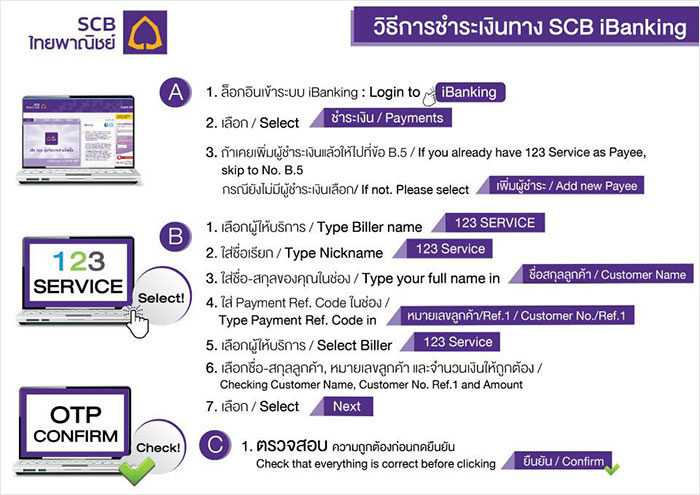 SCB
ไทยพาณิชย์
วิธีการชำระเงินทาง SCB iBanking
A
1. ล็อกอินเข้าระบบ iBanking : Login to iBanking
2. เลือก / Select ชำระเงิน / Payments
3. ถ้าเคยเพิ่มผู้ชำระเงินแล้วให้ไปที่ข้อ B.5 / If you already have 123 Service as Payee,
skip to No. B.5
กรณียังไม่มีผู้ชำระเงินเลือก/ If not. Please select เพิ่มผู้ชำระ / Add new Payee
B
123
SERVICE
Select!
1. เลือกผู้ให้บริการ / Type Biller name 123 SERVICE
2. ใส่ชื่อเรียก / Type Nickname 123 Service
3. ใส่ชื่อ-สกุลของคุณในช่อง / Type your full name in ชื่อสกุลลูกค้า / Customer Name
4. ใส่ Payment Ref. Code ในช่อง /
Type Payment Ref. Code in หมายเลขลูกค้า/Ref.1 / Customer No./Ref.1
5. เลือกผู้ให้บริการ / Select Biller 123 Service
6. เลือกชื่อ-สกุลลูกค้า, หมายเลขลูกค้า และจำนวนเงินให้ถูกต้อง /
Checking Customer Name, Customer No. Ref.1 and Amount
7. เลือก / Select Next
OTP
CONFIRM
Check!
C
1. ตรวจสอบ ความถูกต้องก่อนกดยืนยัน
Check that everything is correct before clicking ยืนยัน / Confirm